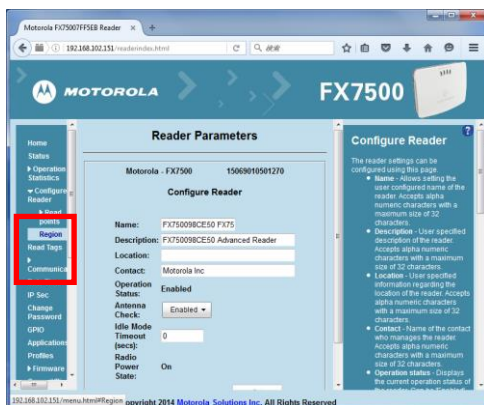 Motorola FX75007FF5EB Reader
192.168.102.151/readerindex.html
検索
MOTOROLA
FX7500
Home
Status
Operation
Statistics
Configure
Reader
Read
points
Region
Read Tags
Communica
IP Sec
Change
Password
GPIO
Applications
Profiles
Firmware
Reader Parameters
Motorola - FX7500 15069010501270
Configure Reader
Name: FX750098CE50 FX75
Description: FX750098CE50 Advanced Reader
Location:
Contact: Motorola Inc
Operation
Status: Enabled
Antenna
Check: Enabled
Idle Mode
Timeout
(secs): 0
Radio
Power
State: On
Configure Reader
The reader settings can be
configured using this page.
Name - Allows setting the
user configured name of the
reader. Accepts alpha
numeric characters with a
maximum size of 32
characters.
Description - User specified
description of the reader.
Accepts alpha numeric
characters with a maximum
size of 32 characters.
Location - User specified
information regarding the
location of the reader. Accepts
alpha numeric characters
with a maximum size of 32
characters.
Contact - Name of the contact
who manages the reader.
Accepts alpha numeric
characters with a maximum
size of 32 characters.
Operation status - Displays
the current operation status of
192.168.102.151/menu.html#Region
opyright 2014 Motorola Solutions Inc. All Rights Reserved